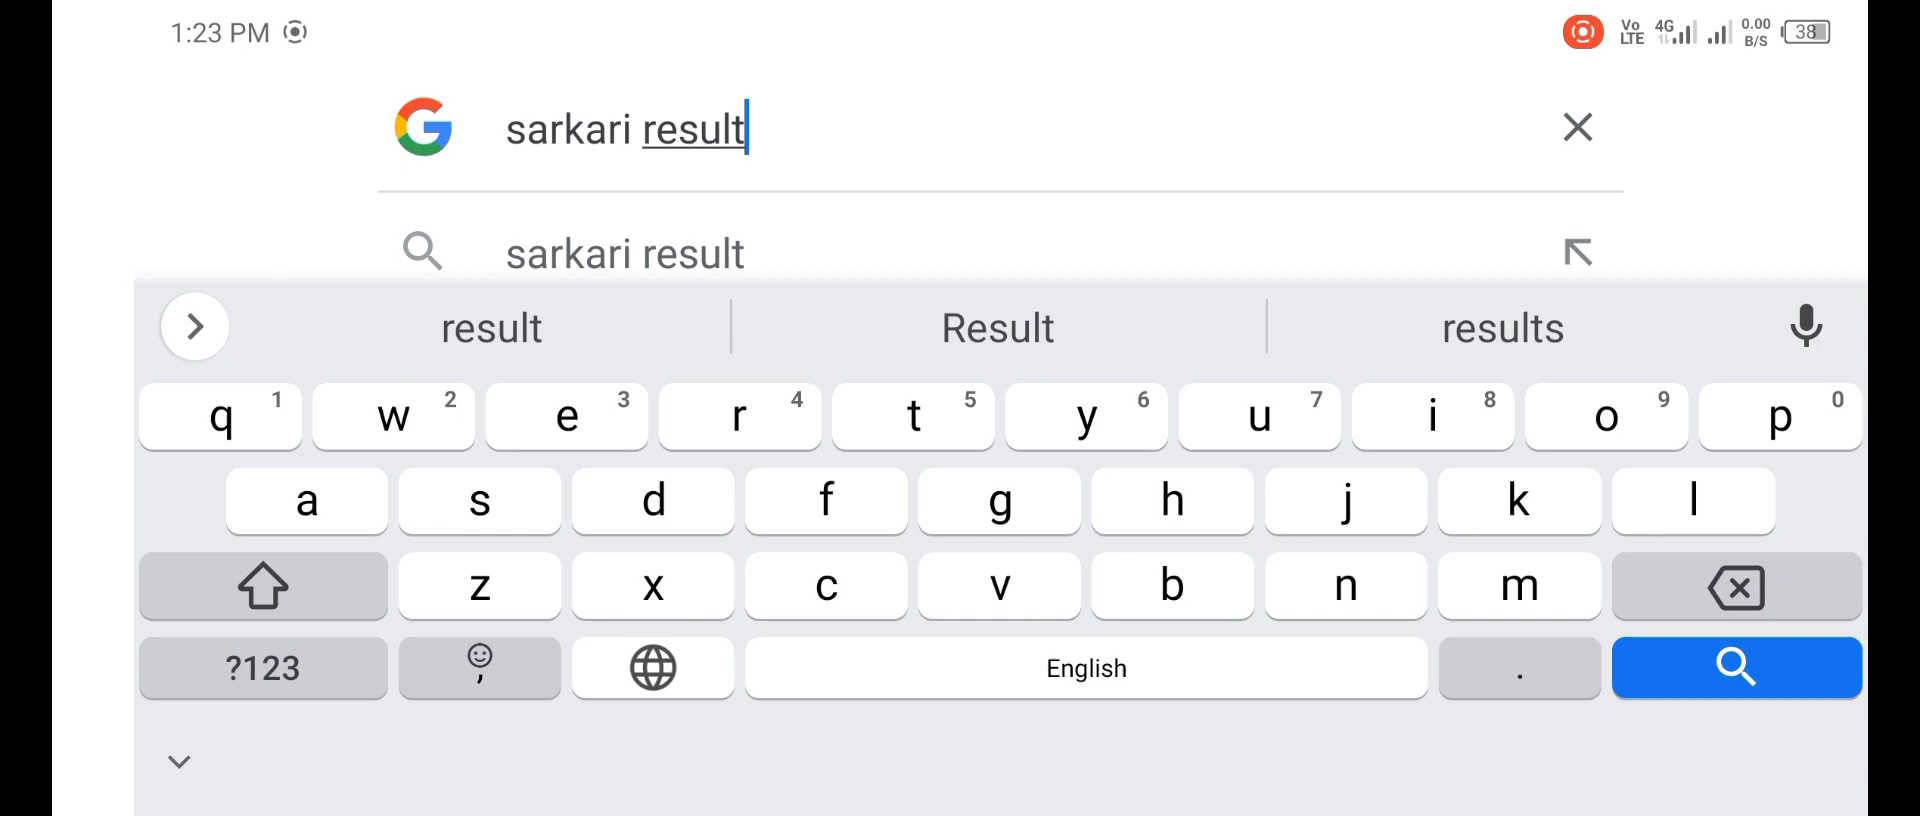 1:23 PM
Vo LTE 4G 0.00 B/S 38
sarkari result
sarkari result
result Result results
q 1 w 2 e 3 r 4 t 5 y 6 u 7 i 8 o 9 p 0
a s d f g h j k l
z x c v b n m
?123 , English .